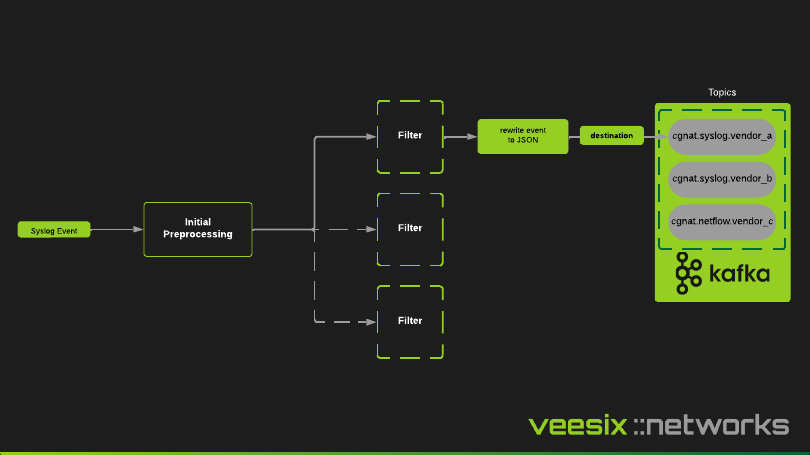 Topics
Filter
rewrite event
to JSON
destination
cgnat.syslog.vendor_a
cgnat.syslog.vendor_b
Initial
Preprocessing
Filter
cgnat.netflow.vendor_c
Syslog Event
kafka
Filter
veesix ::networks